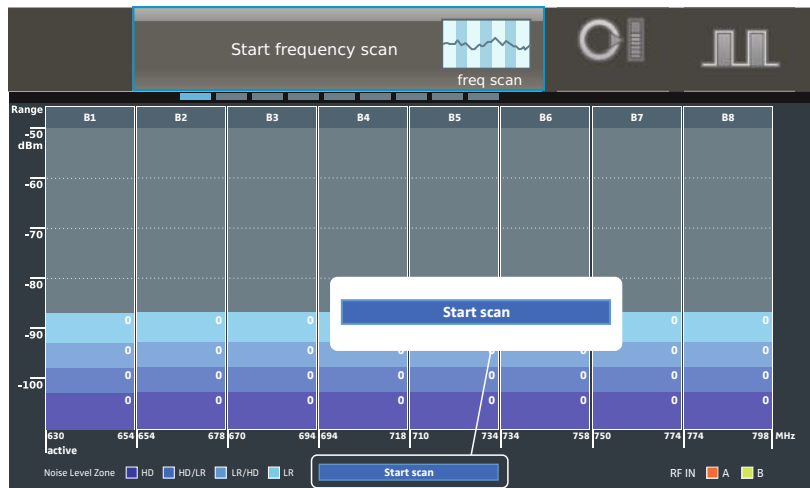 Start frequency scan
freq scan
Range
B1 B2 B3 B4 B5 B6 B7 B8
-50
dBm
-60
-70
-80
Start scan
0 0 0 0
-90
0 0 0 0 0 0 0 0
0 0 0 0 0 0 0 0
-100
0 0 0 0 0 0 0 0
630 654 654 678 670 694 694 718 710 734 734 758 750 774 774 798 MHz
active
Noise Level Zone HD HD/LR LR/HD LR Start scan RF IN A B